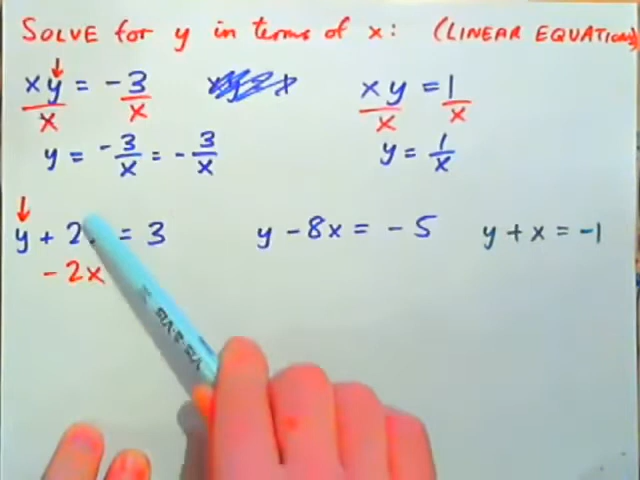 SOLVE for y in terms of x: (LINEAR EQUATIONS)
xy = -3 xy = 1
x x x x
y = -3/x = -3/x y = 1/x
y + 2 = 3 y - 8x = -5 y + x = -1
- 2x